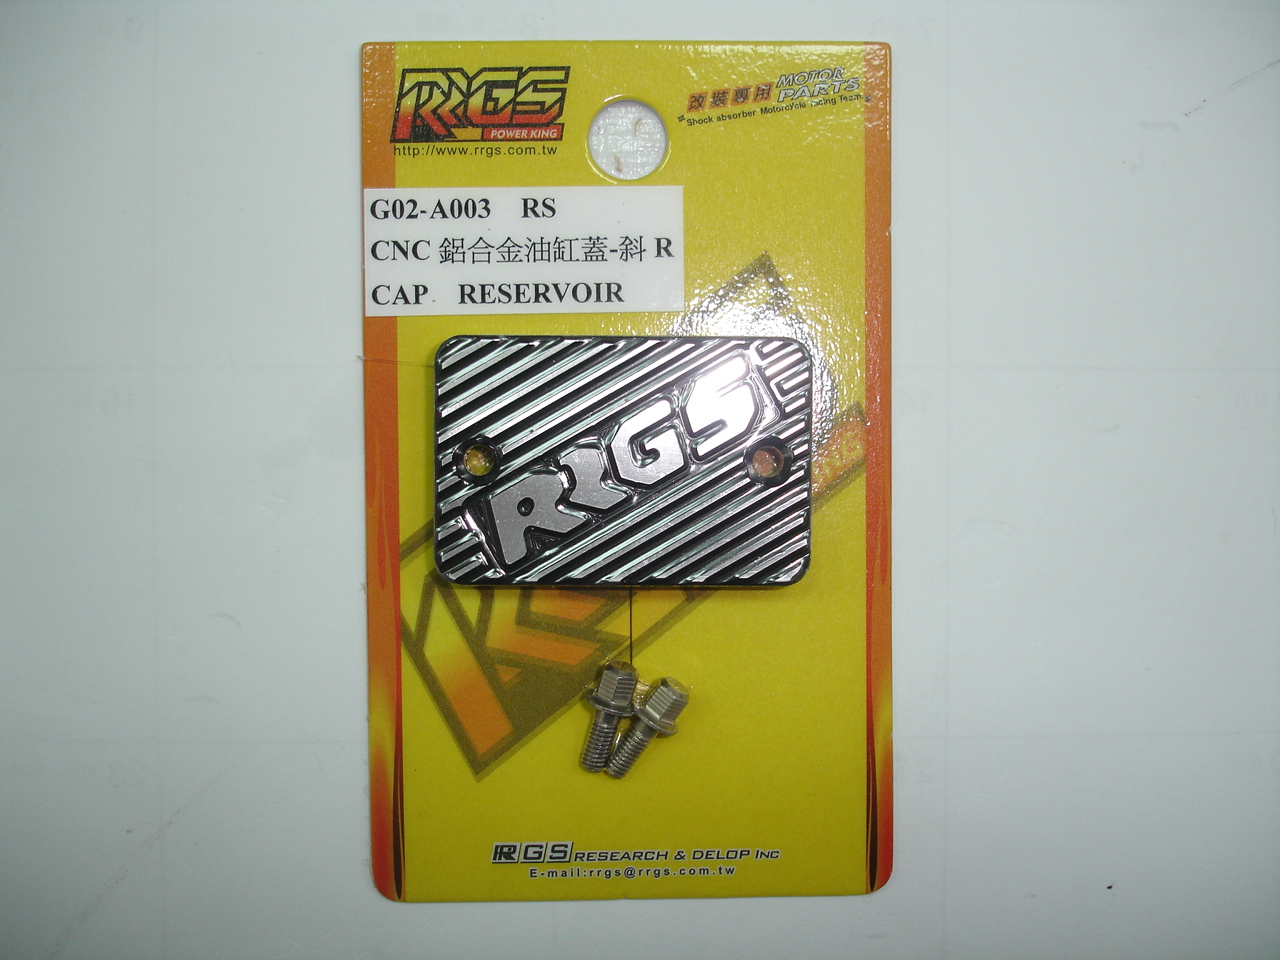 RRGS
POWER KING
http://www.rrgs.com.tw
改裝專用 MOTOR PARTS
Shock absorber Motorcycle racing Team
G02-A003 RS
CNC 鋁合金油缸蓋-斜 R
CAP RESERVOIR
RRGS
RRGS RESEARCH & DELOP INC
E-mail:rrgs@rrgs.com.tw